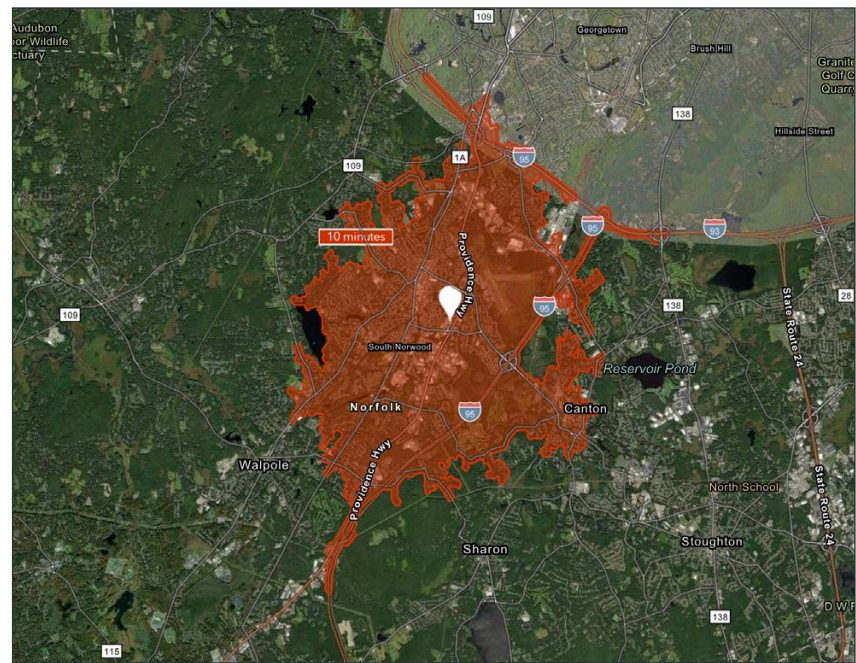 109
Georgetown
Audubon
or Wildlife
ctuary
Brush Hill
Granite
Golf C
Quarry
138
Hillside Street
1A
95
109
10 minutes
Providence Hwy
95
93
109
95
138
28
State Route 24
South Norwood
Reservoir Pond
Norfolk
95
Canton
Walpole
Providence Hwy
North School
State Route 24
Sharon
Stoughton
D W F
138
115